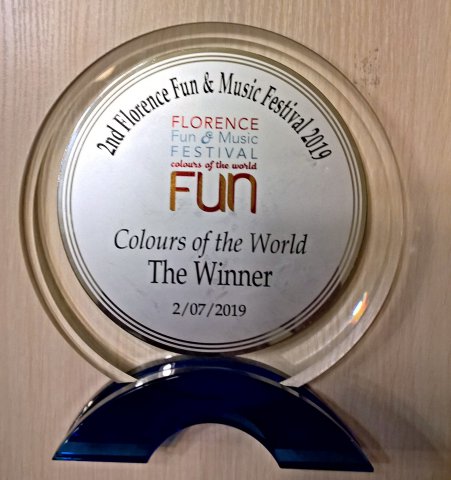 2nd Florence Fun & Music Festival 2019
FLORENCE
Fun & Music
FESTIVAL
colours of the world
Fun
Colours of the World
The Winner
2/07/2019